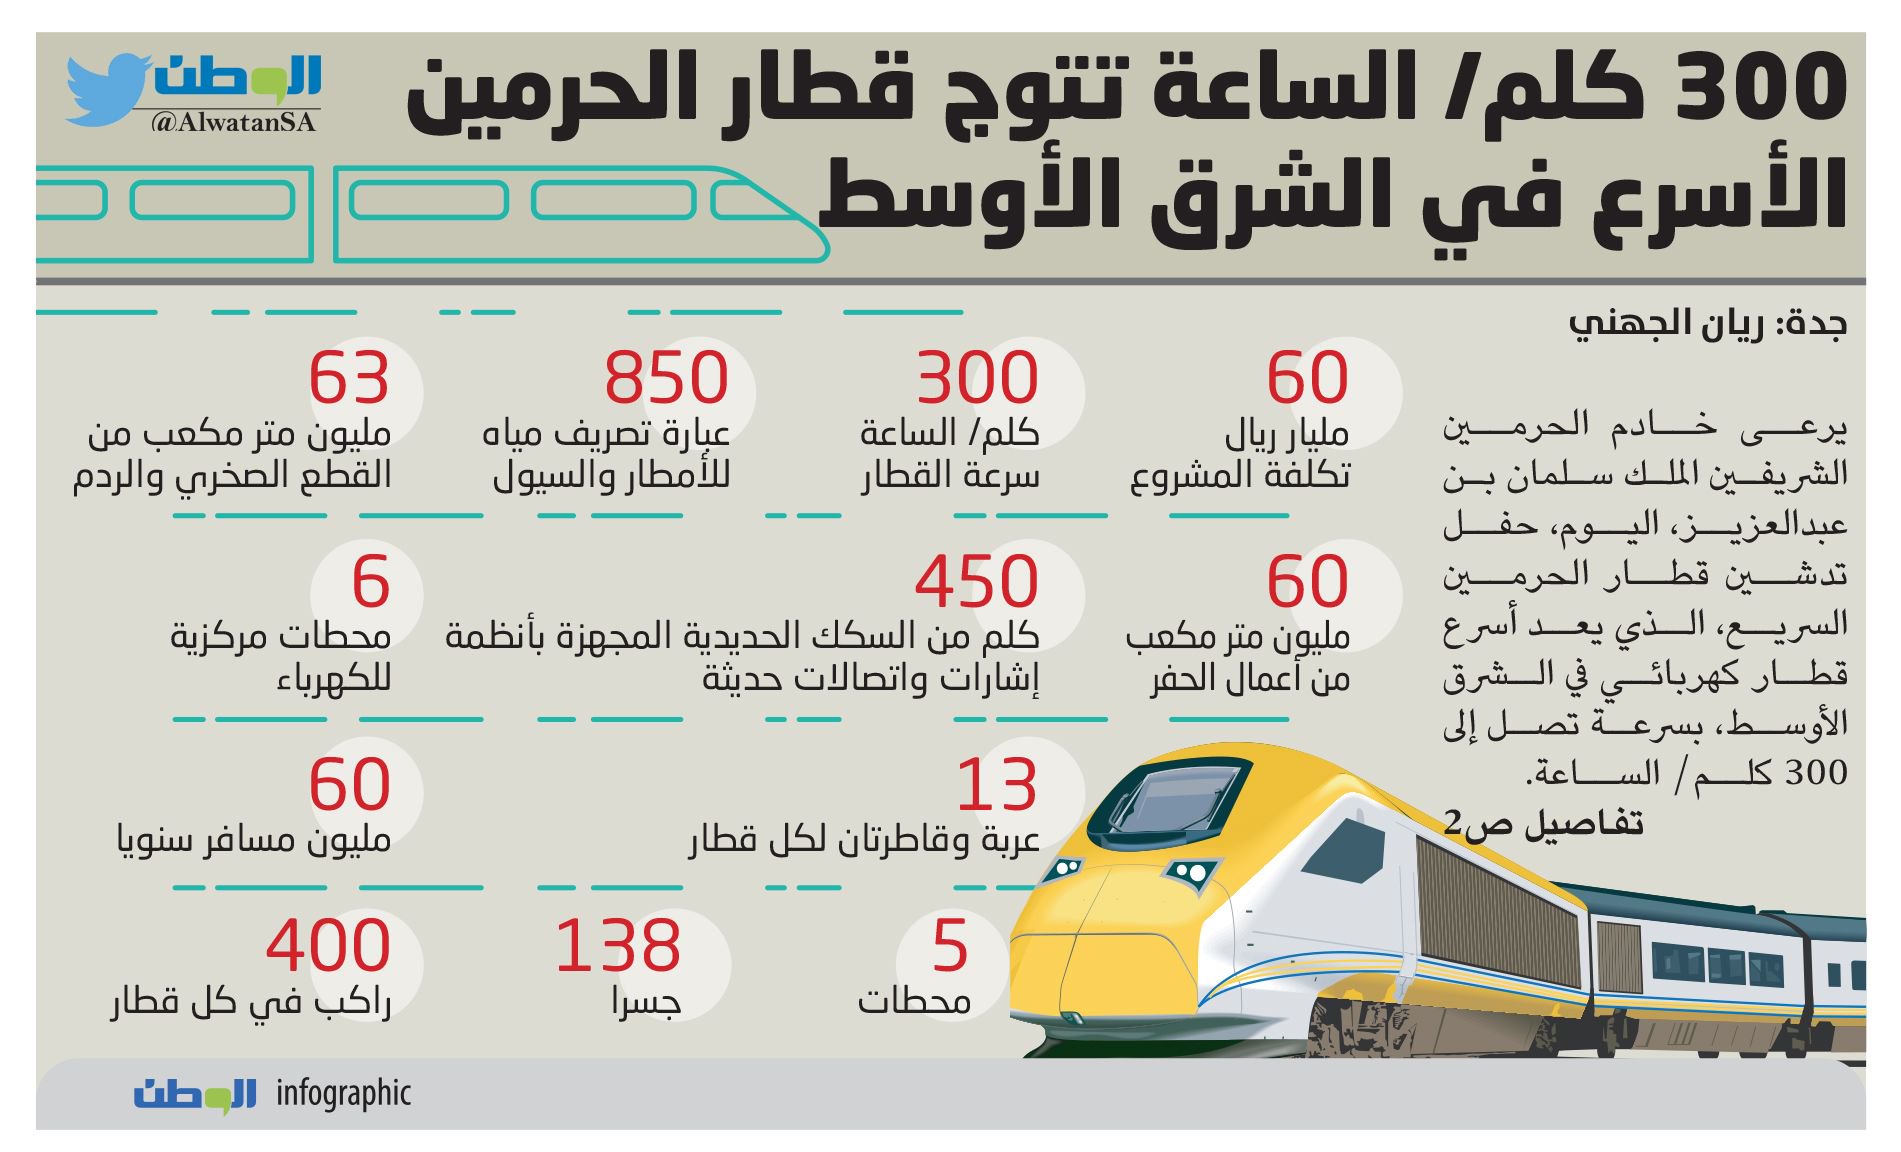 300 كلم/ الساعة تتوج قطار الحرمين
الأسرع في الشرق الأوسط
الوطن
@AlwatanSA
جدة: ريان الجهني
يرعى خادم الحرمين
الشريفين الملك سلمان بن
عبدالعزيز، اليوم، حفل
تدشين قطار الحرمين
السريع، الذي يعد أسرع
قطار كهربائي في الشرق
الأوسط، بسرعة تصل إلى
300 كلم/ الساعة.
تفاصيل ص2
60
مليار ريال
تكلفة المشروع
300
كلم/ الساعة
سرعة القطار
850
عبارة تصريف مياه
للأمطار والسيول
63
مليون متر مكعب من
القطع الصخري والردم
60
مليون متر مكعب
من أعمال الحفر
450
كلم من السكك الحديدية المجهزة بأنظمة
إشارات واتصالات حديثة
6
محطات مركزية
للكهرباء
13
عربة وقاطرتان لكل قطار
60
مليون مسافر سنويا
5
محطات
138
جسرا
400
راكب في كل قطار
الوطن infographic